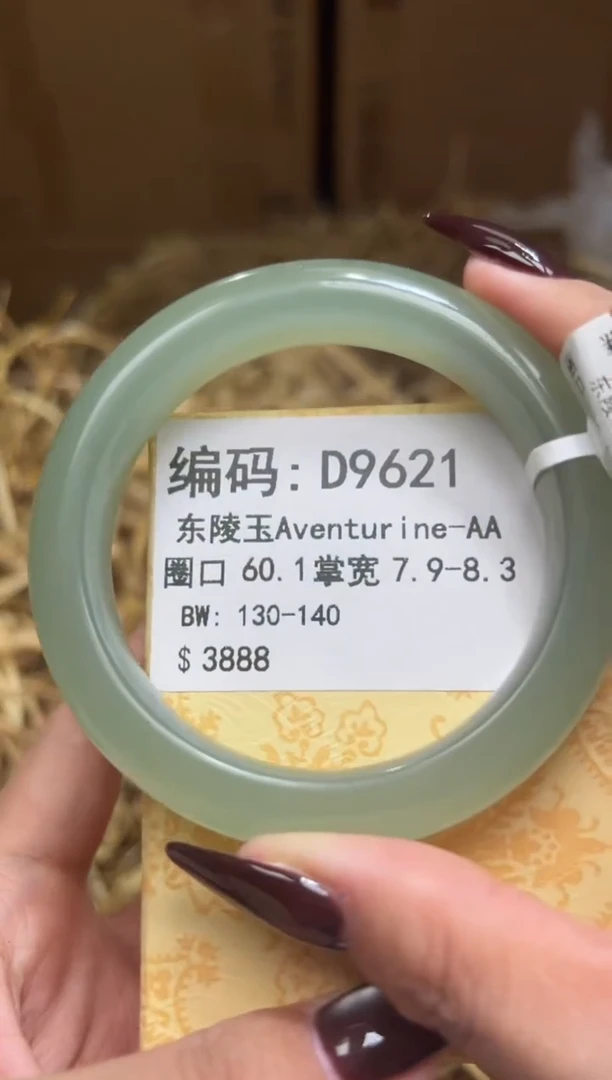 编码: D9621
东陵玉Aventurine-AA
圈口 60.1掌宽 7.9-8.3
BW: 130-140
$ 3888